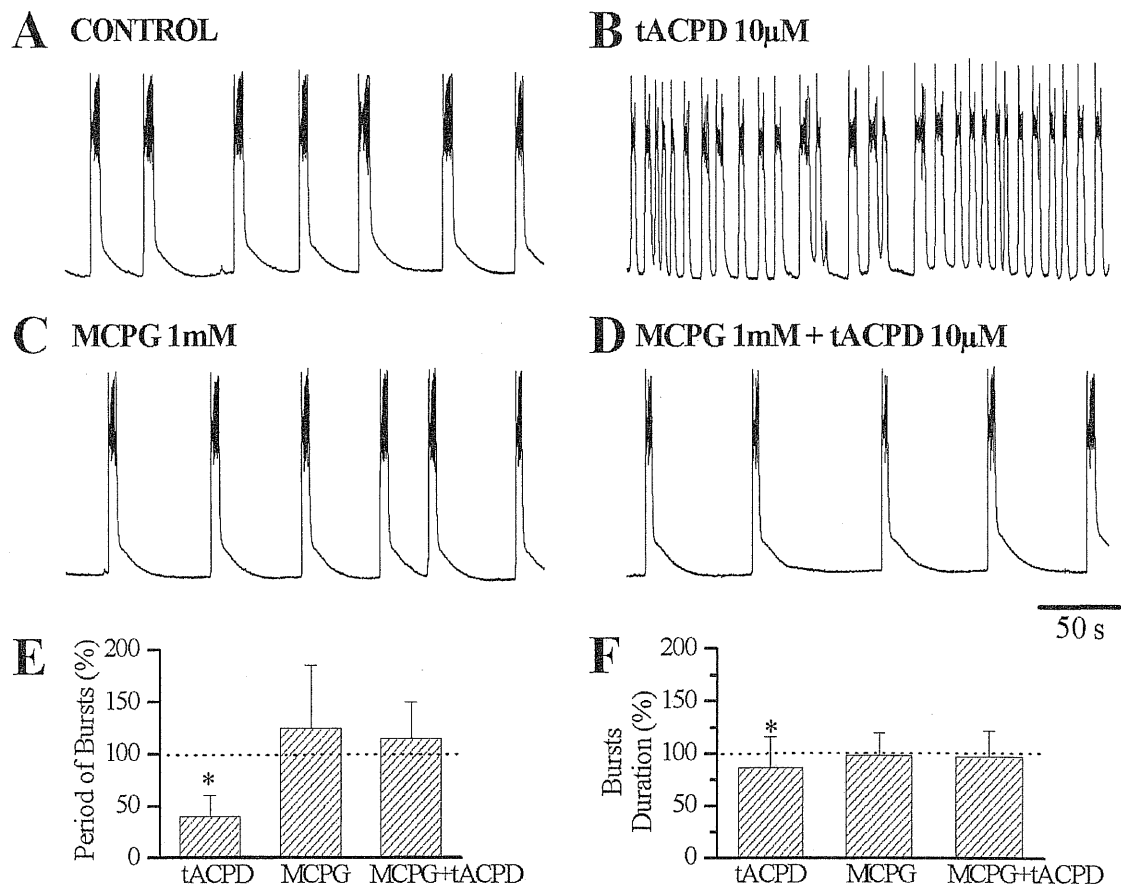 A CONTROL
B tACPD 10μM
C MCPG 1mM
D MCPG 1mM + tACPD 10μM
50 s
E
Period of Bursts (%)
200
150
100
50
0
*
tACPD MCPG MCPG+tACPD
F
Bursts
Duration (%)
200
150
100
50
0
*
tACPD MCPG MCPG+tACPD